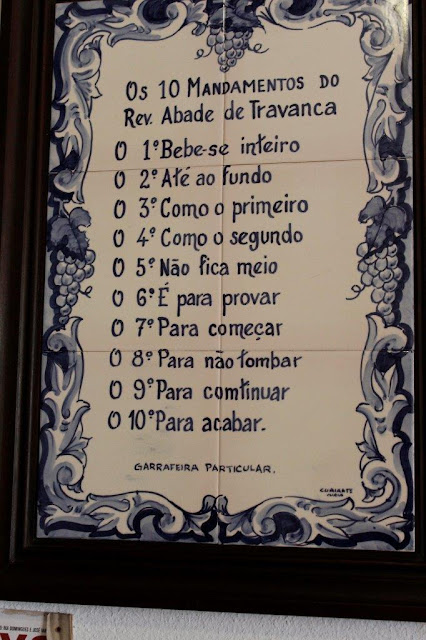 Os 10 Mandamentos do
Rev. Abade de Travanca
O 1º Bebe-se inteiro
O 2º Até ao fundo
O 3º Como o primeiro
O 4º Como o segundo
O 5º Não fica meio
O 6º É para provar
O 7º Para começar
O 8º Para não tombar
O 9º Para comtinuar
O 10º Para acabar.
GARRAFEIRA PARTICULAR.